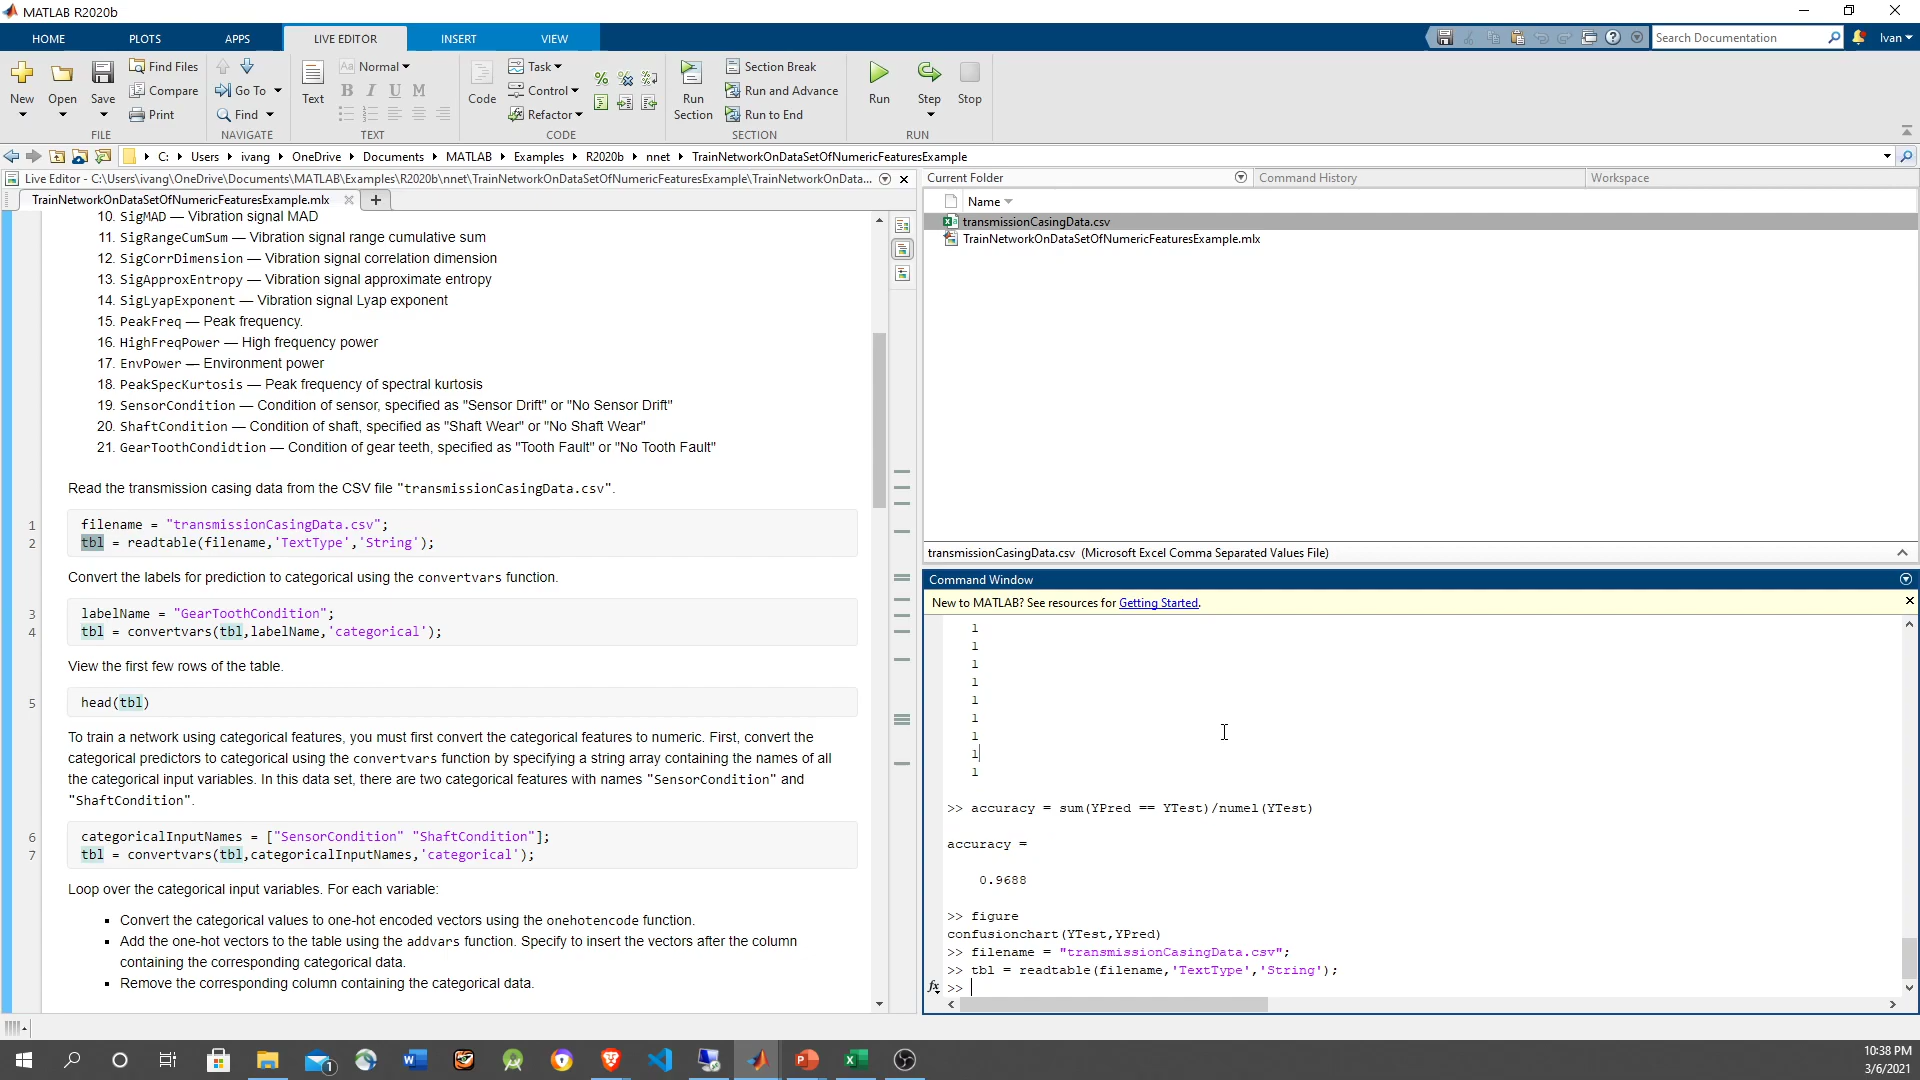 MATLAB R2020b
HOME PLOTS APPS LIVE EDITOR INSERT VIEW
Search Documentation
Ivan
New Open Save
Find Files
Compare
Print
FILE
Go To
Find
NAVIGATE
Text
Normal
B I U M
TEXT
Code
Task
Control
Refactor
CODE
Run Section
Section Break
Run and Advance
Run to End
SECTION
Run Step Stop
RUN
C: Users ivang OneDrive Documents MATLAB Examples R2020b nnet TrainNetworkOnDataSetOfNumericFeaturesExample
Live Editor - C:\Users\ivang\OneDrive\Documents\MATLAB\Examples\R2020b\nnet\TrainNetworkOnDataSetOfNumericFeaturesExample\TrainNetworkOnData...
TrainNetworkOnDataSetOfNumericFeaturesExample.mlx
10. SigMAD — Vibration signal MAD
11. SigRangeCumSum — Vibration signal range cumulative sum
12. SigCorrDimension — Vibration signal correlation dimension
13. SigApproxEntropy — Vibration signal approximate entropy
14. SigLyapExponent — Vibration signal Lyap exponent
15. PeakFreq — Peak frequency.
16. HighFreqPower — High frequency power
17. EnvPower — Environment power
18. PeakSpecKurtosis — Peak frequency of spectral kurtosis
19. SensorCondition — Condition of sensor, specified as "Sensor Drift" or "No Sensor Drift"
20. ShaftCondition — Condition of shaft, specified as "Shaft Wear" or "No Shaft Wear"
21. GearToothCondidtion — Condition of gear teeth, specified as "Tooth Fault" or "No Tooth Fault"
Read the transmission casing data from the CSV file "transmissionCasingData.csv".
1 filename = "transmissionCasingData.csv";
2 tbl = readtable(filename,'TextType','String');
Convert the labels for prediction to categorical using the convertvars function.
3 labelName = "GearToothCondition";
4 tbl = convertvars(tbl,labelName,'categorical');
View the first few rows of the table.
5 head(tbl)
To train a network using categorical features, you must first convert the categorical features to numeric. First, convert the
categorical predictors to categorical using the convertvars function by specifying a string array containing the names of all
the categorical input variables. In this data set, there are two categorical features with names "SensorCondition" and
"ShaftCondition".
6 categoricalInputNames = ["SensorCondition" "ShaftCondition"];
7 tbl = convertvars(tbl,categoricalInputNames,'categorical');
Loop over the categorical input variables. For each variable:
▪ Convert the categorical values to one-hot encoded vectors using the onehotencode function.
▪ Add the one-hot vectors to the table using the addvars function. Specify to insert the vectors after the column
containing the corresponding categorical data.
▪ Remove the corresponding column containing the categorical data.
Current Folder
Command History
Workspace
Name
transmissionCasingData.csv
TrainNetworkOnDataSetOfNumericFeaturesExample.mlx
transmissionCasingData.csv (Microsoft Excel Comma Separated Values File)
Command Window
New to MATLAB? See resources for Getting Started.
1
1
1
1
1
1
1
1
1
>> accuracy = sum(YPred == YTest)/numel(YTest)
accuracy =
0.9688
>> figure
confusionchart(YTest,YPred)
>> filename = "transmissionCasingData.csv";
>> tbl = readtable(filename,'TextType','String');
fx >>
10:38 PM
3/6/2021